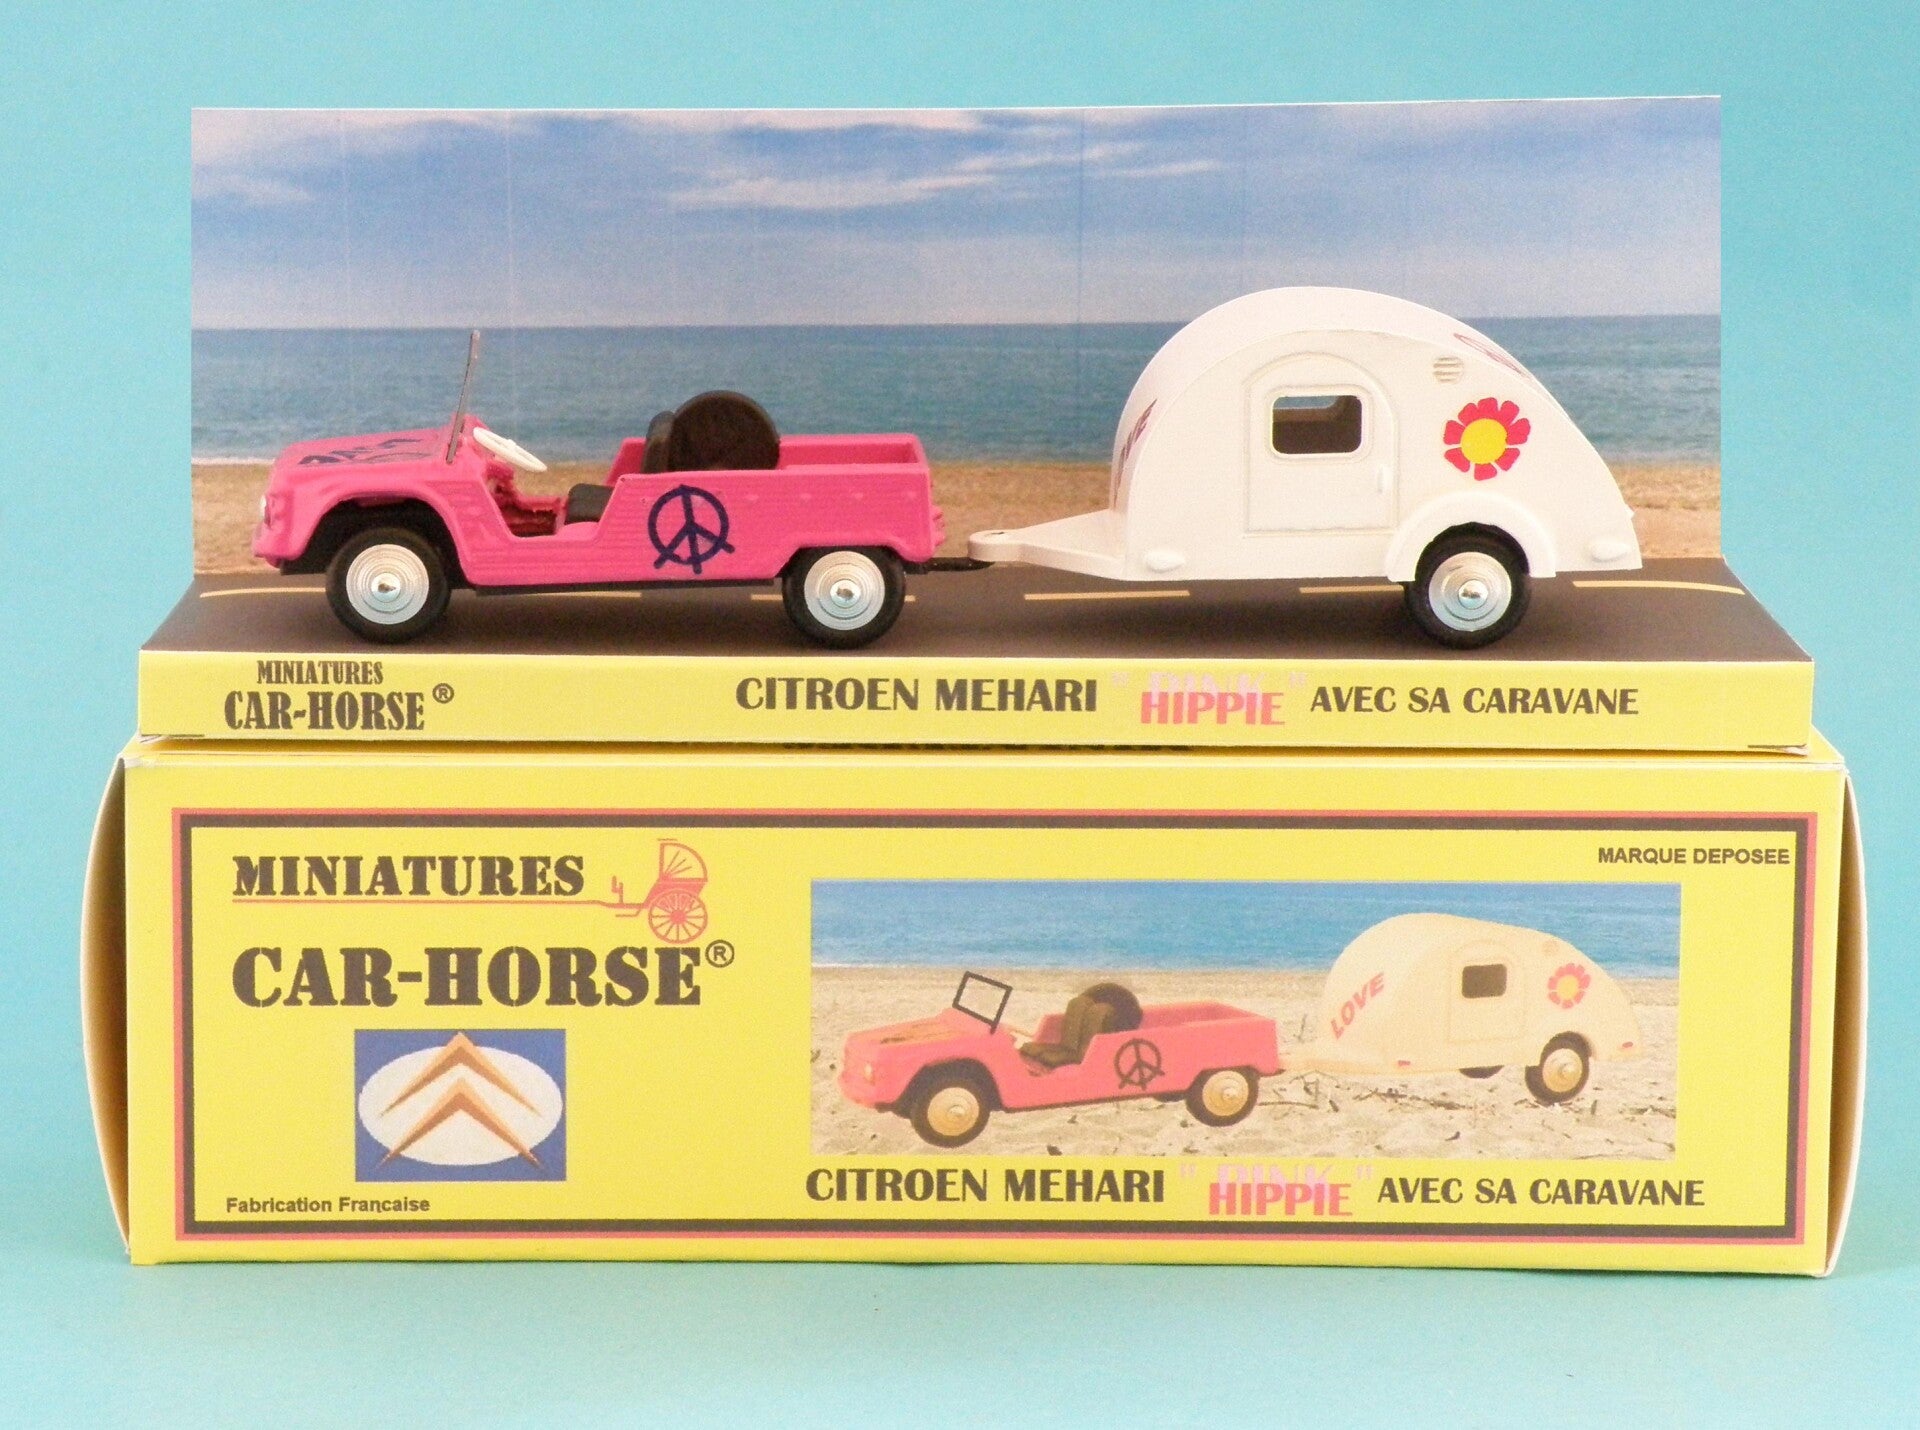 MINIATURES
CAR-HORSE®
CITROEN MEHARI "PINK HIPPIE" AVEC SA CARAVANE
MINIATURES
CAR-HORSE®
Fabrication Francaise
MARQUE DEPOSEE
LOVE
CITROEN MEHARI "PINK HIPPIE" AVEC SA CARAVANE